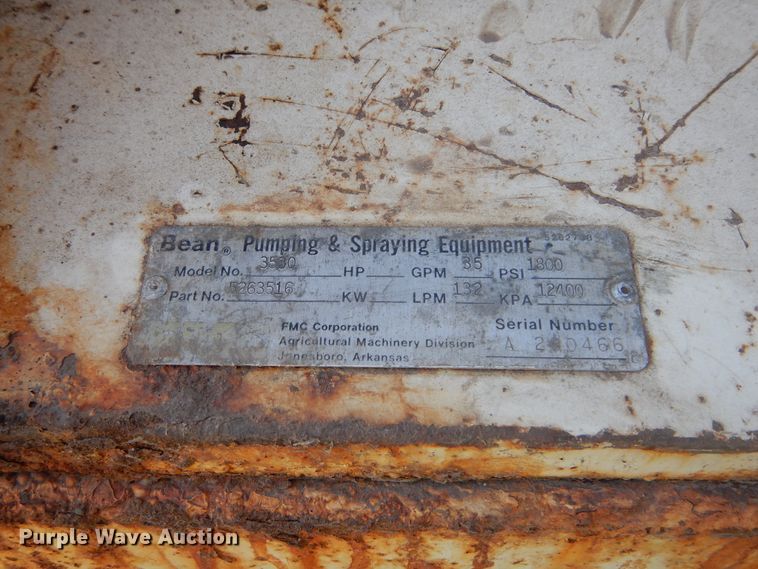 Bean® Pumping & Spraying Equipment
Model No. 3530 HP GPM 35 PSI 1800
Part No. 5263516 KW LPM 132 KPA 12400
FMC Corporation Serial Number
Agricultural Machinery Division
Jonesboro, Arkansas
Purple Wave Auction